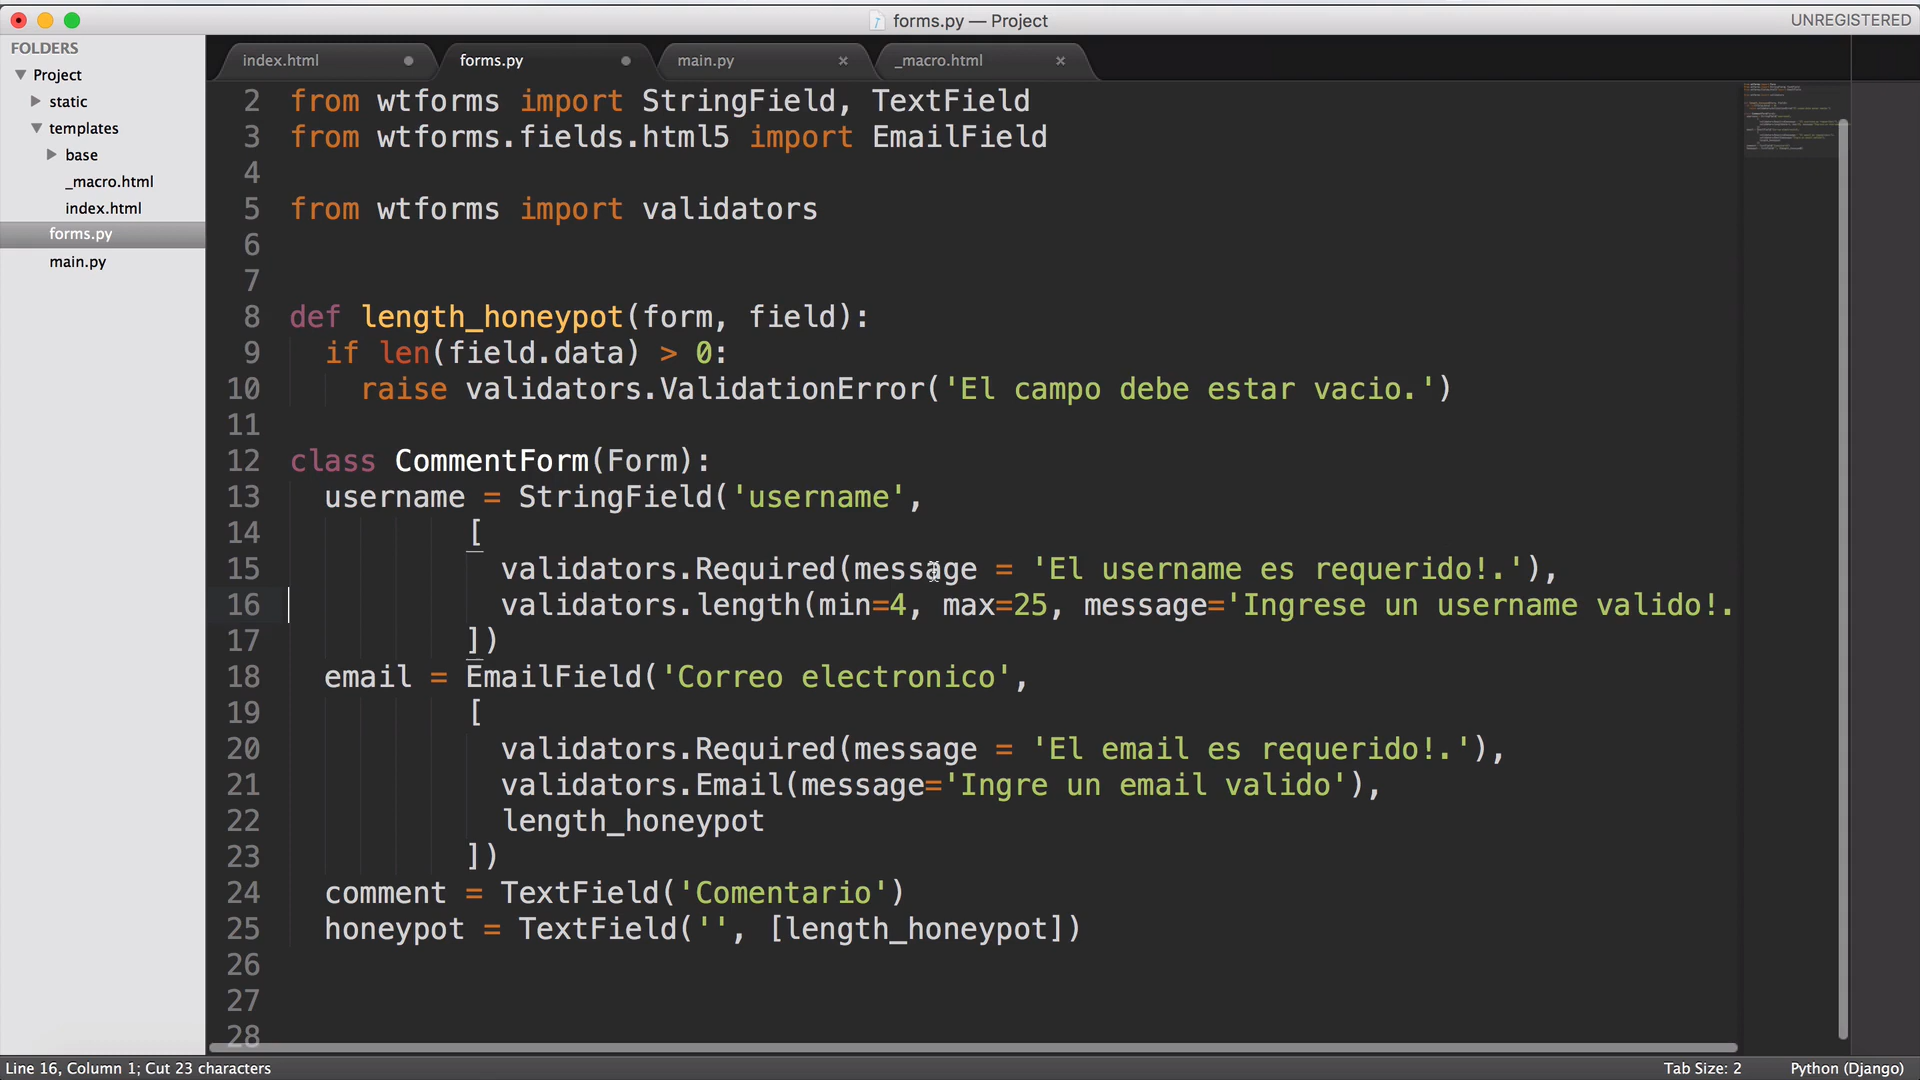 forms.py — Project
UNREGISTERED
FOLDERS
Project
static
templates
base
_macro.html
index.html
forms.py
main.py
index.html
forms.py
main.py
_macro.html
2 from wtforms import StringField, TextField
3 from wtforms.fields.html5 import EmailField
4
5 from wtforms import validators
6
7
8 def length_honeypot(form, field):
9 if len(field.data) > 0:
10 raise validators.ValidationError('El campo debe estar vacio.')
11
12 class CommentForm(Form):
13 username = StringField('username',
14 [
15 validators.Required(message = 'El username es requerido!.'),
16 validators.length(min=4, max=25, message='Ingrese un username valido!.
17 ])
18 email = EmailField('Correo electronico',
19 [
20 validators.Required(message = 'El email es requerido!.'),
21 validators.Email(message='Ingre un email valido'),
22 length_honeypot
23 ])
24 comment = TextField('Comentario')
25 honeypot = TextField('', [length_honeypot])
26
27
28
Line 16, Column 1; Cut 23 characters
Tab Size: 2
Python (Django)